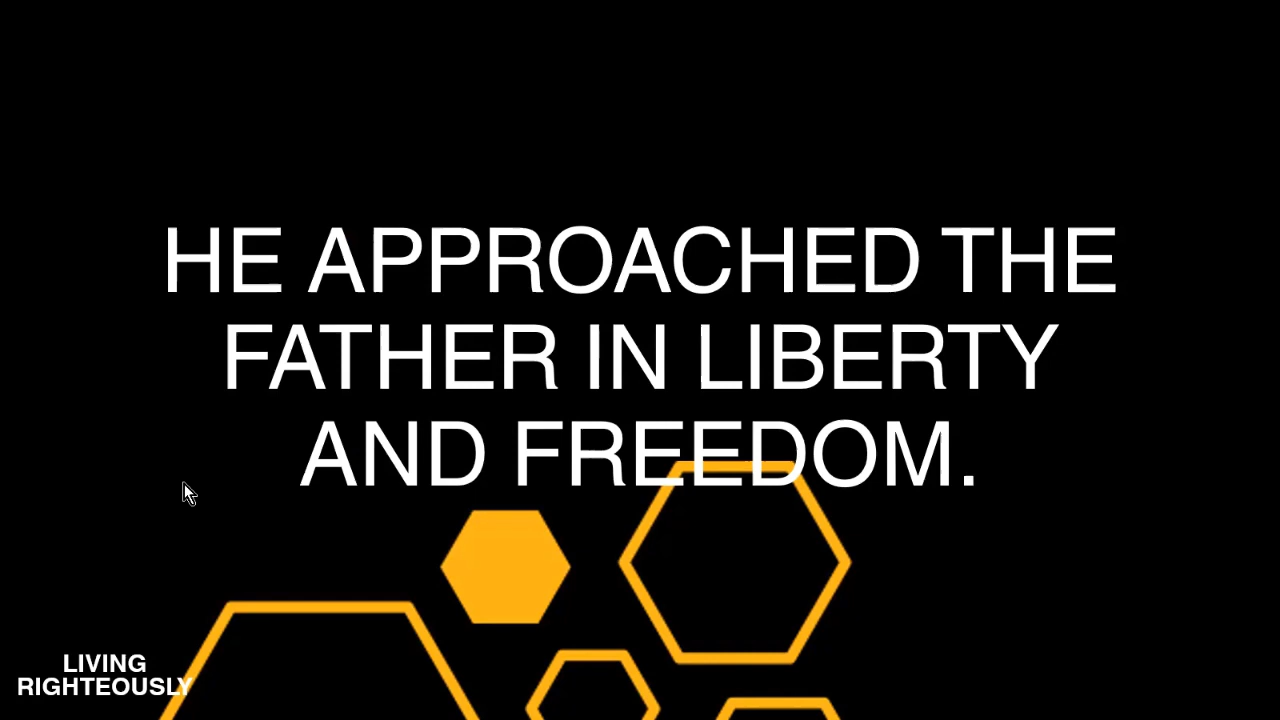 HE APPROACHED THE
FATHER IN LIBERTY
AND FREEDOM.
LIVING
RIGHTEOUSLY